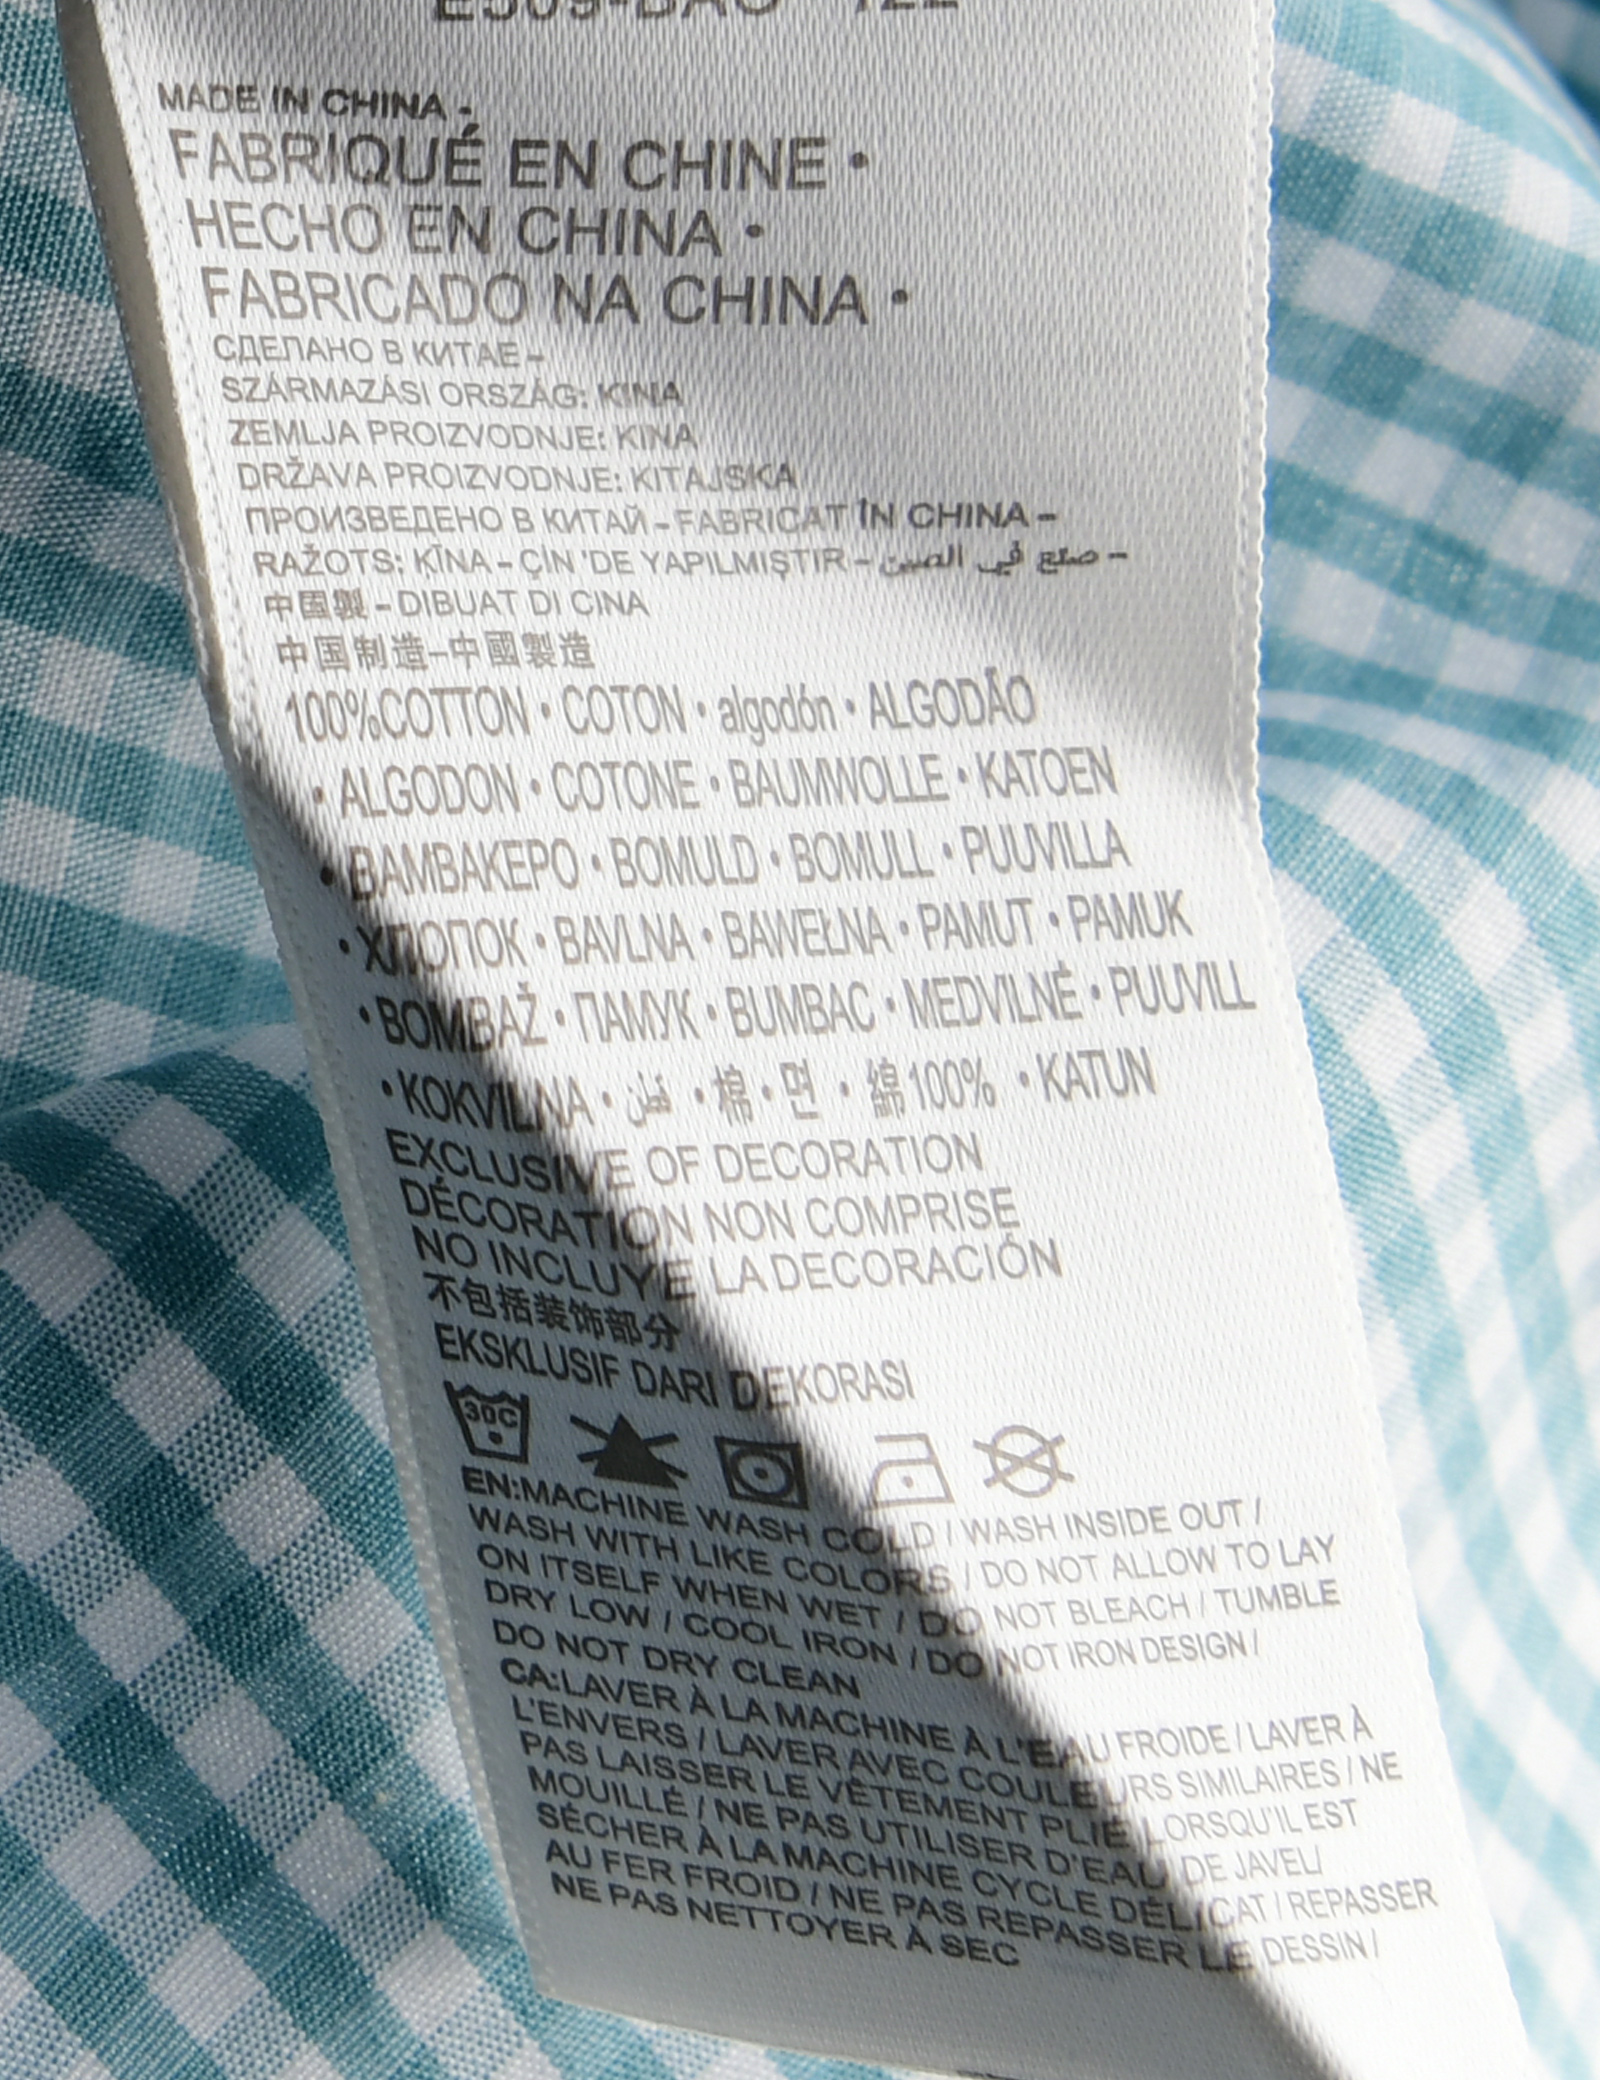 MADE IN CHINA •
FABRIQUÉ EN CHINE •
HECHO EN CHINA •
FABRICADO NA CHINA •
СДЕЛАНО В КИТАЕ –
SZÁRMAZÁSI ORSZÁG: KINA
ZEMLJA PROIZVODNJE: KINA
DRŽAVA PROIZVODNJE: KITAJSKA
ПРОИЗВЕДЕНО В КИТАЙ – FABRICAT ÎN CHINA –
RAŽOTS: ĶĪNA – ÇİN 'DE YAPILMIŞTIR – صنع في الصين –
中国製 – DIBUAT DI CINA
中国制造–中國製造
100%COTTON • COTON • algodón • ALGODÃO
• ALGODON • COTONE • BAUMWOLLE • KATOEN
• BAMBAKEPO • BOMULD • BOMULL • PUUVILLA
• ХЛОПОК • BAVLNA • BAWEŁNA • PAMUT • PAMUK
• BOMBAŽ • ПАМУК • BUMBAC • MEDVILNÉ • PUUVILL
• KOKVILNA • قطن • 棉 • 면 • 綿100% • KATUN
EXCLUSIVE OF DECORATION
DÉCORATION NON COMPRISE
NO INCLUYE LA DECORACIÓN
不包括装饰部分
EKSKLUSIF DARI DEKORASI
30C
EN:MACHINE WASH COLD / WASH INSIDE OUT /
WASH WITH LIKE COLORS / DO NOT ALLOW TO LAY
ON ITSELF WHEN WET / DO NOT BLEACH / TUMBLE
DRY LOW / COOL IRON / DO NOT IRON DESIGN /
DO NOT DRY CLEAN
CA:LAVER À LA MACHINE À L'EAU FROIDE / LAVER À
L'ENVERS / LAVER AVEC COULEURS SIMILAIRES / NE
PAS LAISSER LE VÊTEMENT PLIÉ LORSQU'IL EST
MOUILLÉ / NE PAS UTILISER D'EAU DE JAVEL/
SÉCHER À LA MACHINE CYCLE DÉLICAT / REPASSER
AU FER FROID / NE PAS REPASSER LE DESSIN /
NE PAS NETTOYER À SEC